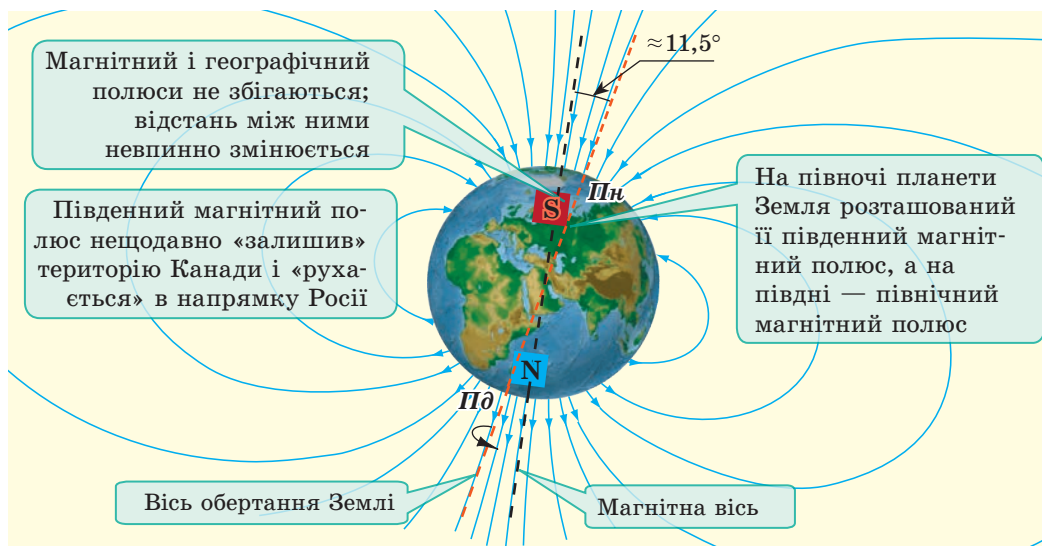 ≈11,5°
Магнітний і географічний
полюси не збігаються;
відстань між ними
невпинно змінюється
Південний магнітний по-
люс нещодавно «залишив»
територію Канади і «руха-
ється» в напрямку Росії
Пн
S
На півночі планети
Земля розташований
її південний магніт-
ний полюс, а на
півдні — північний
магнітний полюс
N
Пд
Вісь обертання Землі
Магнітна вісь